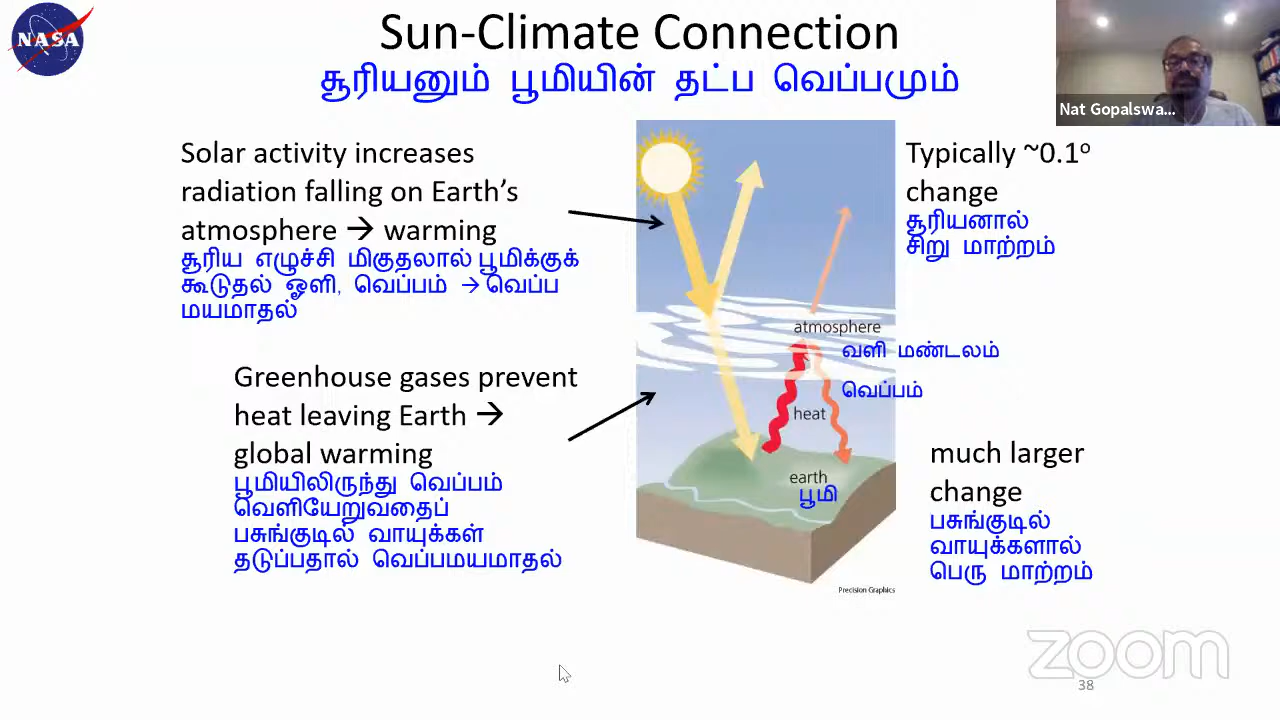 NASA
Sun-Climate Connection
சூரியனும் பூமியின் தட்ப வெப்பமும்
Nat Gopalswa...
Solar activity increases
radiation falling on Earth's
atmosphere → warming
சூரிய எழுச்சி மிகுதலால் பூமிக்குக்
கூடுதல் ஒளி, வெப்பம் → வெப்ப
மயமாதல்
Typically ~0.1°
change
சூரியனால்
சிறு மாற்றம்
atmosphere
வளி மண்டலம்
வெப்பம்
heat
earth
பூமி
Precision Graphics
Greenhouse gases prevent
heat leaving Earth →
global warming
பூமியிலிருந்து வெப்பம்
வெளியேறுவதைப்
பசுங்குடில் வாயுக்கள்
தடுப்பதால் வெப்பமயமாதல்
much larger
change
பசுங்குடில்
வாயுக்களால்
பெரு மாற்றம்
zoom
38